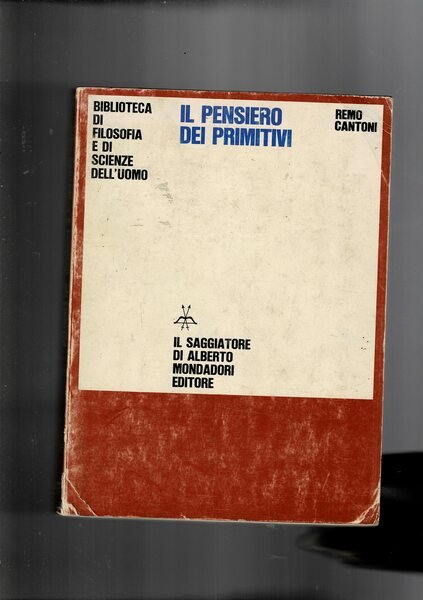 BIBLIOTECA
DI
FILOSOFIA
E DI
SCIENZE
DELL'UOMO
IL PENSIERO
DEI PRIMITIVI
REMO
CANTONI
IL SAGGIATORE
DI ALBERTO
MONDADORI
EDITORE